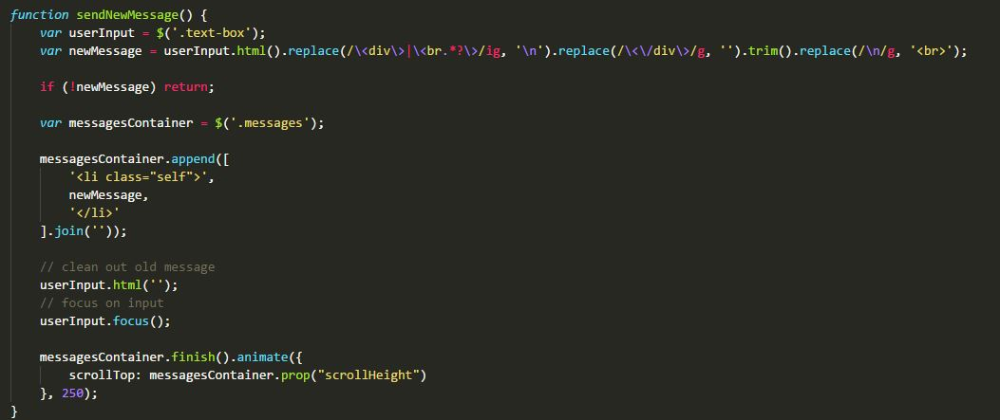 function sendNewMessage() {
    var userInput = $('.text-box');
    var newMessage = userInput.html().replace(/\<div\>|\<br.*?\>/ig, '\n').replace(/\<\/div\>/g, '').trim().replace(/\n/g, '<br>');

    if (!newMessage) return;

    var messagesContainer = $('.messages');

    messagesContainer.append([
        '<li class="self">',
        newMessage,
        '</li>'
    ].join(''));

    // clean out old message
    userInput.html('');
    // focus on input
    userInput.focus();

    messagesContainer.finish().animate({
        scrollTop: messagesContainer.prop("scrollHeight")
    }, 250);
}